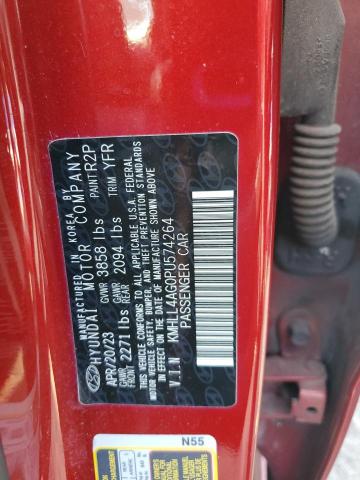 MADE IN KOREA
HYUNDAI MOTOR COMPANY
APR/20/23 GVWR 3858 lbs PAINT R2P
GAWR FRONT 2271 lbs GAWR REAR 2094 lbs TRIM YFR
THIS VEHICLE CONFORMS TO ALL APPLICABLE U.S.A. FEDERAL
MOTOR VEHICLE SAFETY, BUMPER, AND THEFT PREVENTION STANDARDS
IN EFFECT ON THE DATE OF MANUFACTURE SHOWN ABOVE.
V.I.N KMHLL4AG0PU574264
PASSENGER CAR
N55